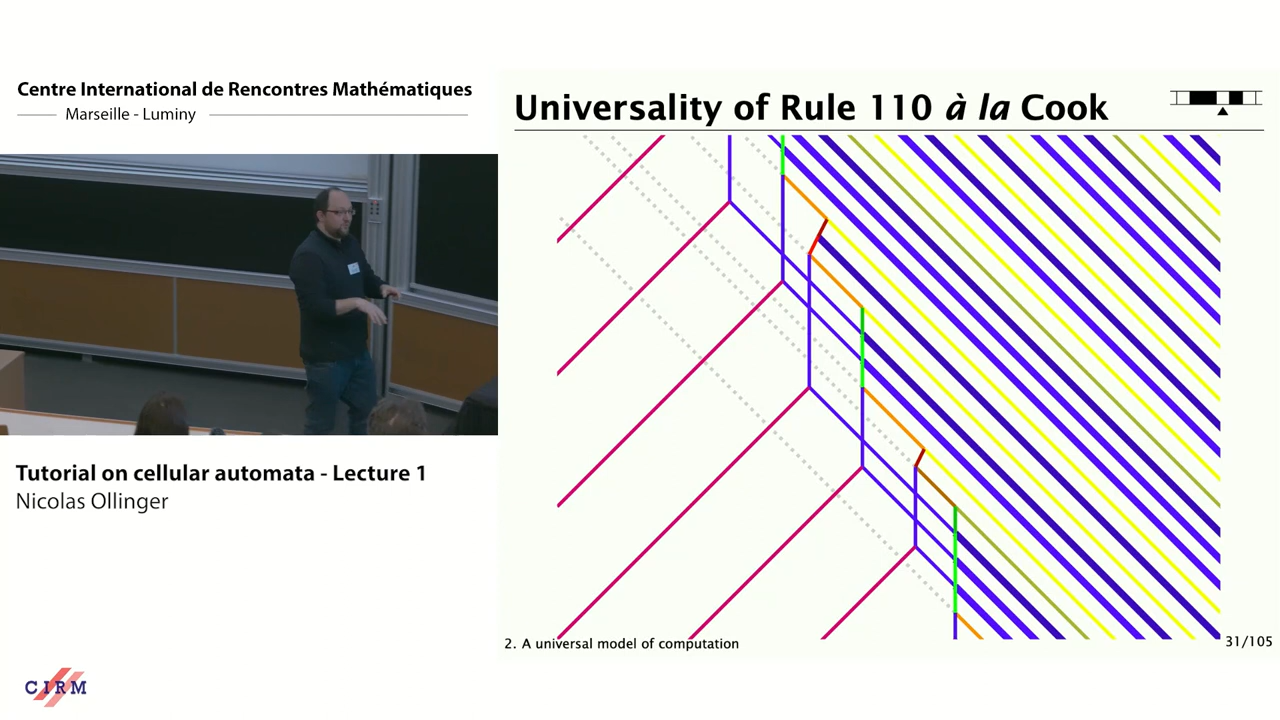 Centre International de Rencontres Mathématiques
Marseille - Luminy
Universality of Rule 110 à la Cook
Tutorial on cellular automata - Lecture 1
Nicolas Ollinger
2. A universal model of computation
31/105
CIRM